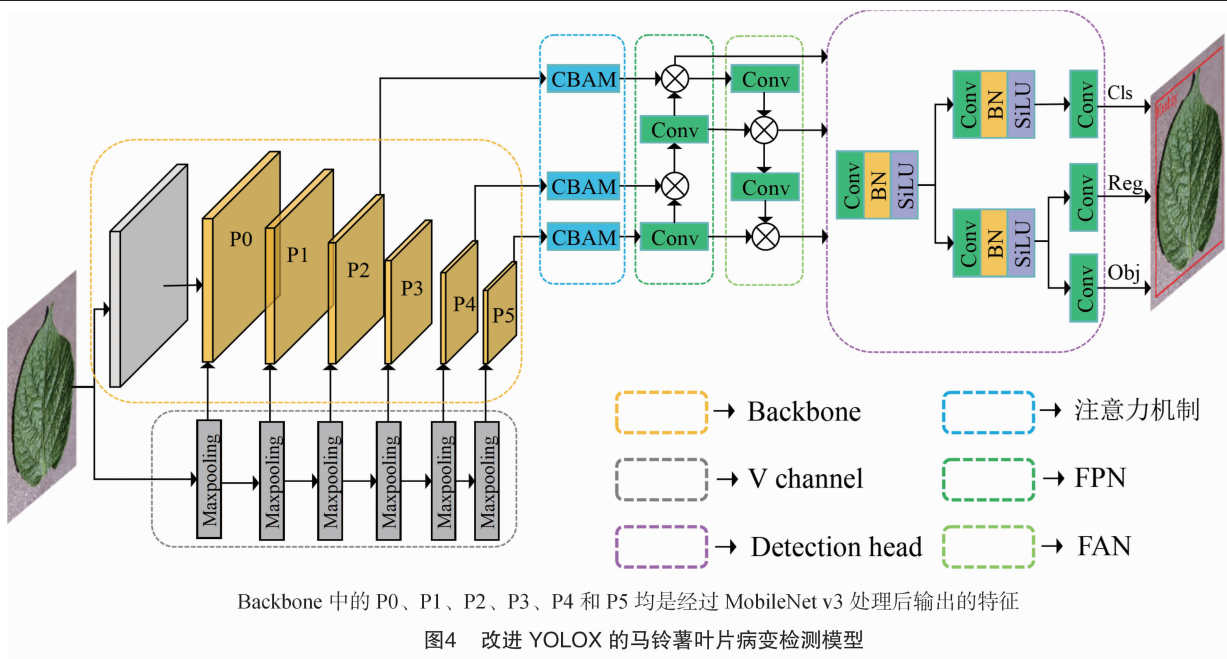 P0
P1
P2
P3
P4
P5
Maxpooling
Maxpooling
Maxpooling
Maxpooling
Maxpooling
Maxpooling
CBAM
CBAM
CBAM
Conv
Conv
Conv
Conv
Conv BN SiLU
Conv BN SiLU
Conv BN SiLU
Conv
Conv
Conv
Cls
Reg
Obj
Backbone
注意力机制
V channel
FPN
Detection head
FAN
Backbone 中的 P0、P1、P2、P3、P4 和 P5 均是经过 MobileNet v3 处理后输出的特征
图4 改进 YOLOX 的马铃薯叶片病变检测模型